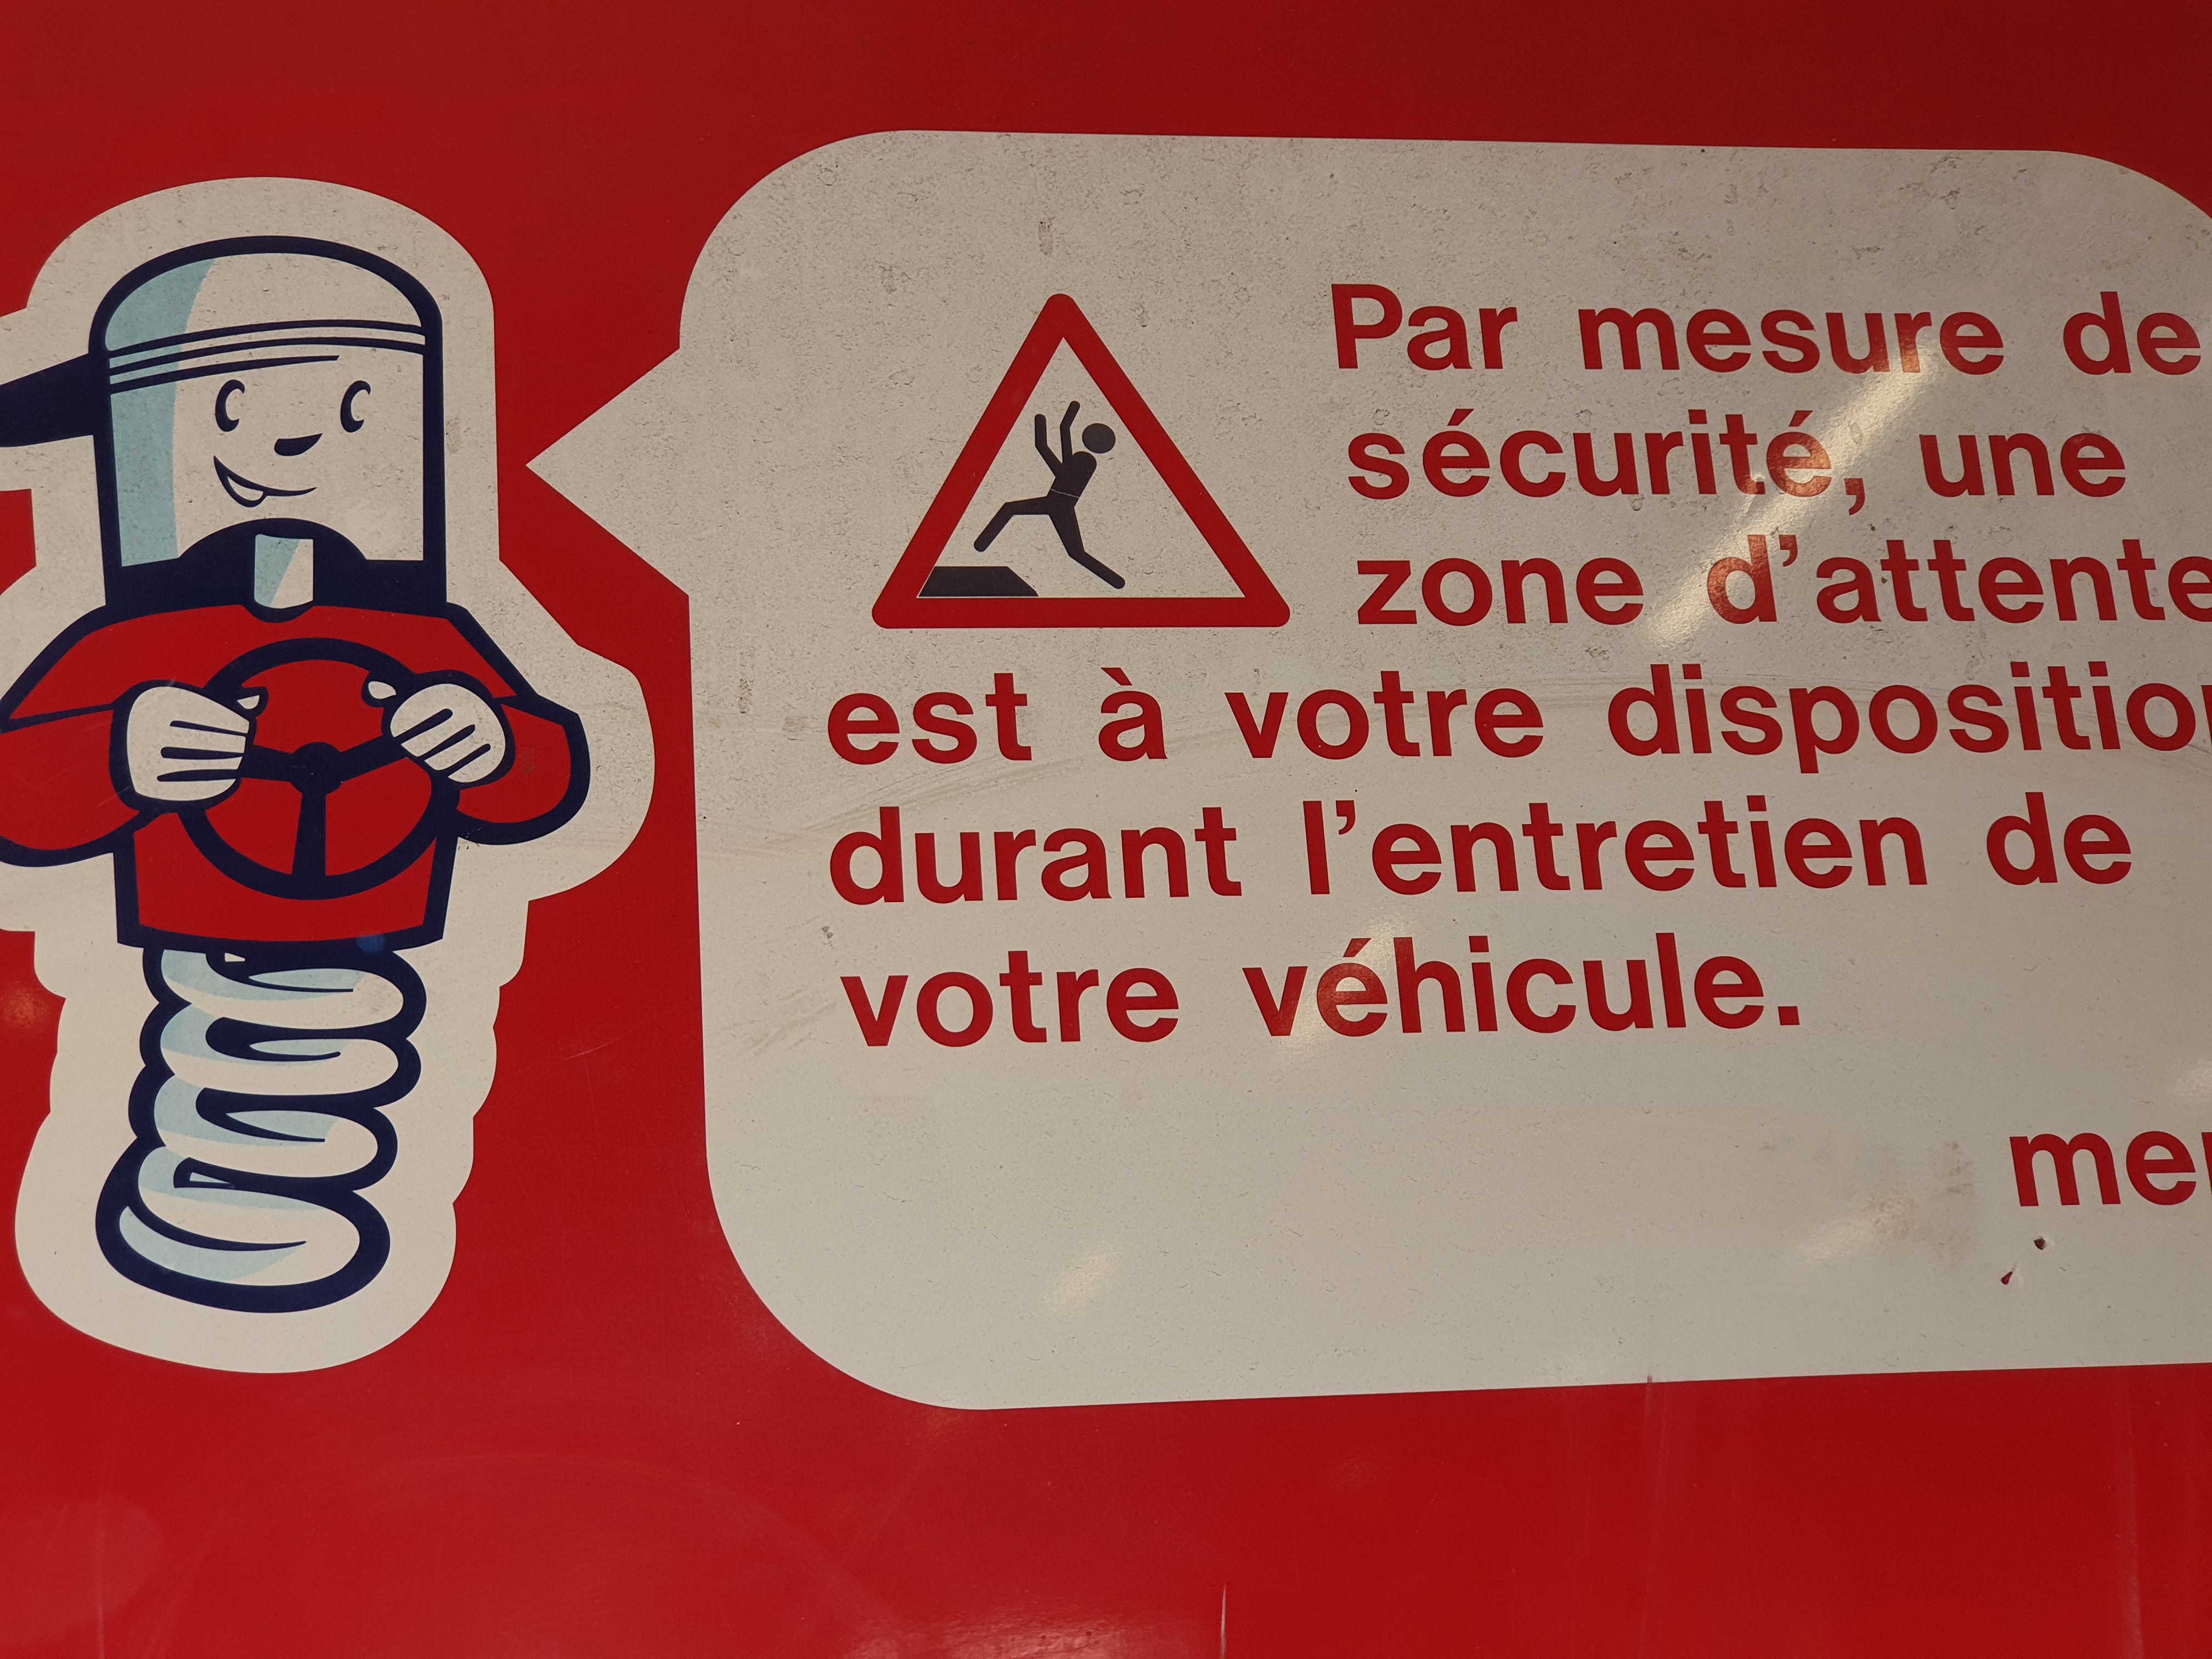 Par mesure de
sécurité, une
zone d'attente
est à votre disposition
durant l'entretien de
votre véhicule.